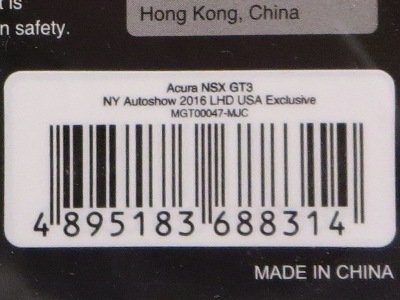 is
n safety.
Hong Kong, China
Acura NSX GT3
NY Autoshow 2016 LHD USA Exclusive
MGT00047-MJC
4 895183 688314
MADE IN CHINA